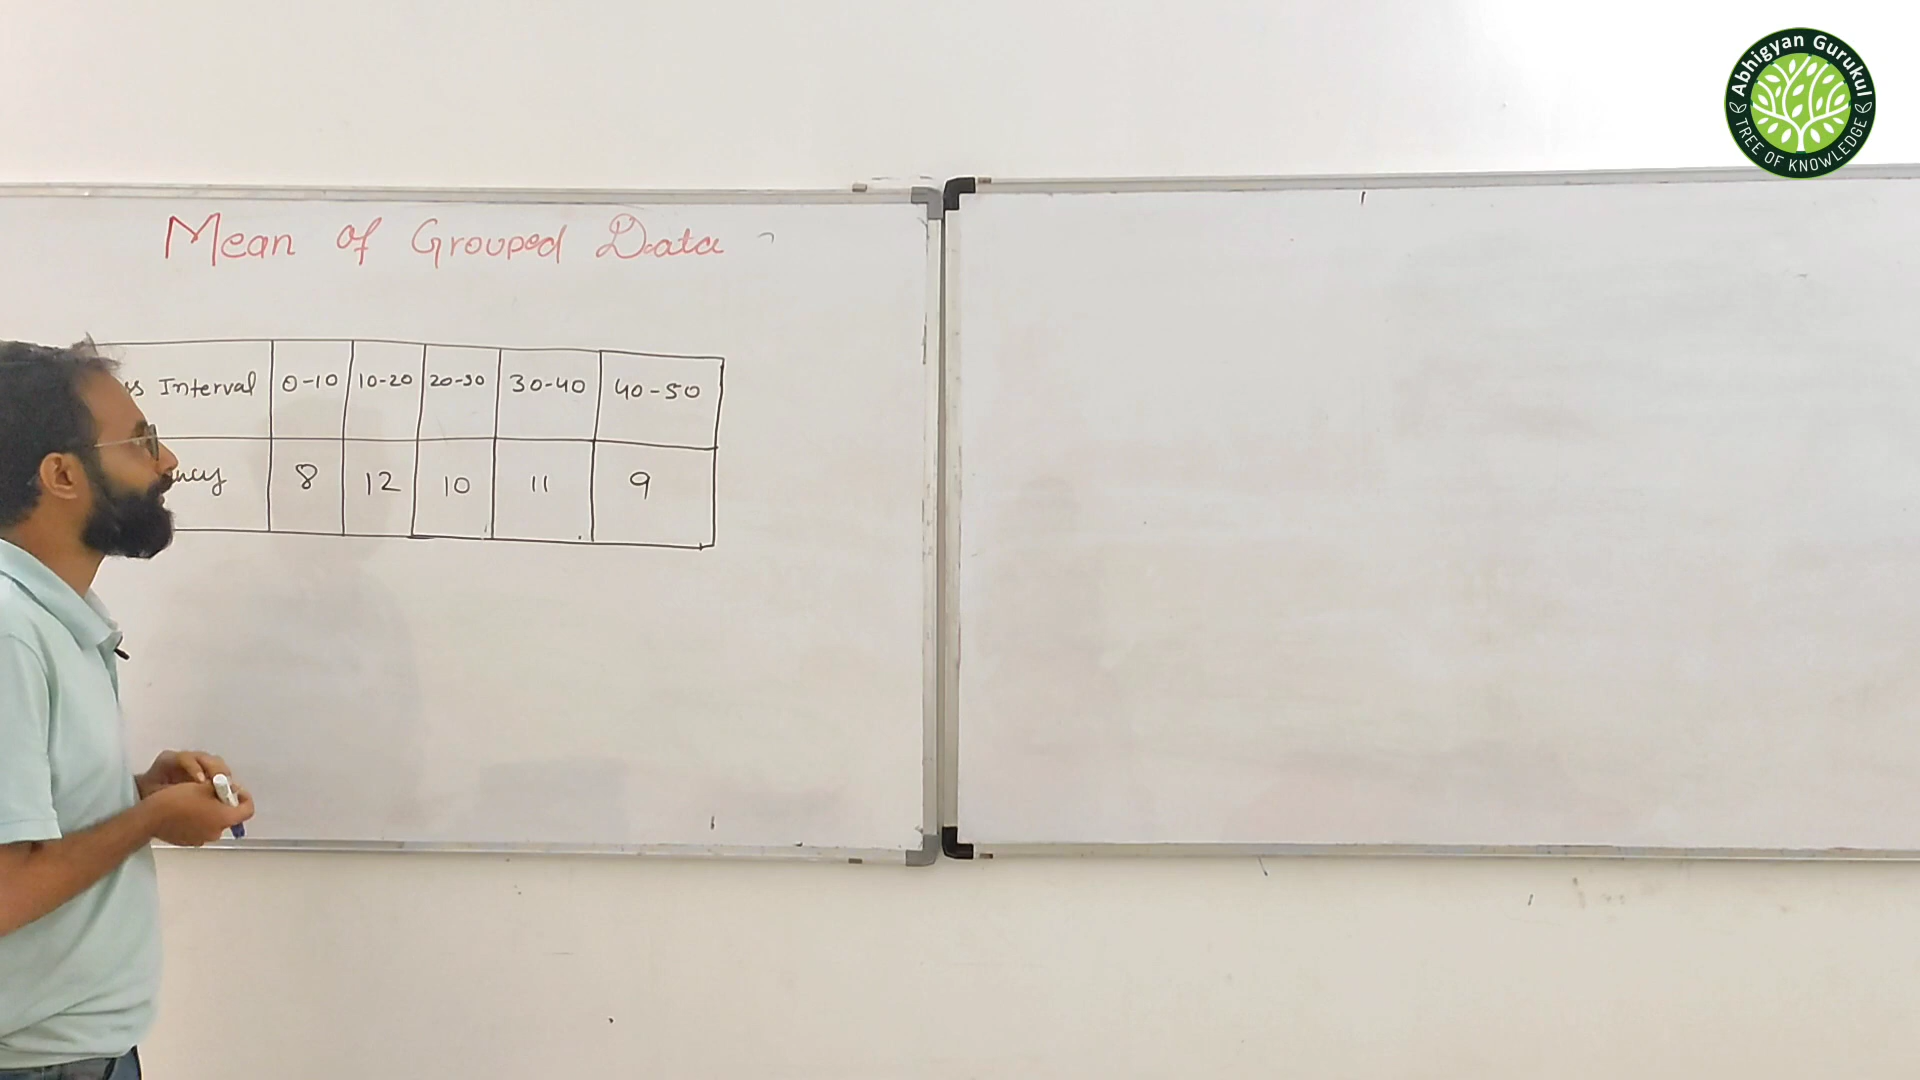 Abhigyan Gurukul
TREE OF KNOWLEDGE
Mean of Grouped Data
Interval 0-10 10-20 20-30 30-40 40-50
8 12 10 11 9